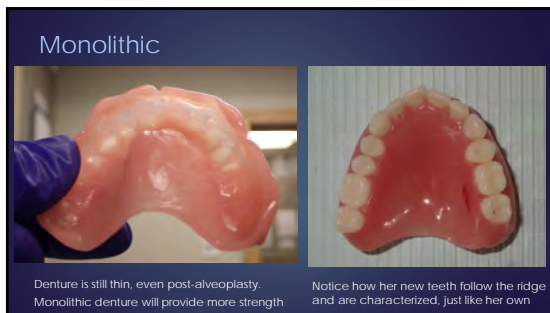 Monolithic
Denture is still thin, even post-alveoplasty.
Monolithic denture will provide more strength
Notice how her new teeth follow the ridge
and are characterized, just like her own